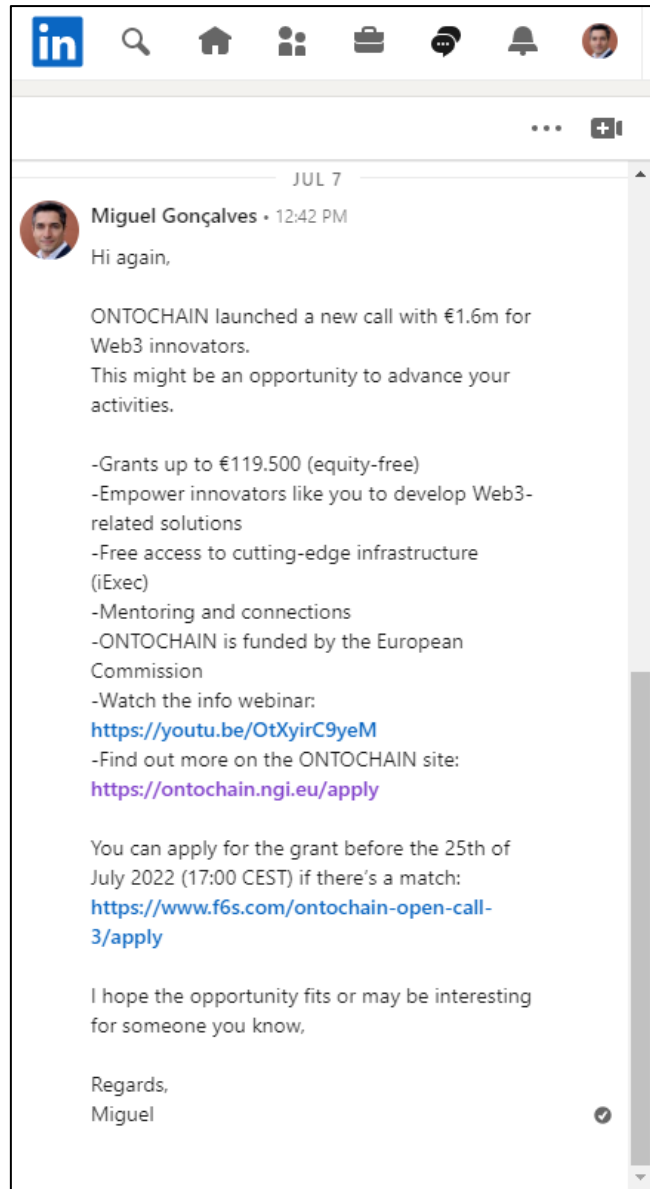 in
JUL 7
Miguel Gonçalves • 12:42 PM
Hi again,
ONTOCHAIN launched a new call with €1.6m for
Web3 innovators.
This might be an opportunity to advance your
activities.
-Grants up to €119.500 (equity-free)
-Empower innovators like you to develop Web3-
related solutions
-Free access to cutting-edge infrastructure
(iExec)
-Mentoring and connections
-ONTOCHAIN is funded by the European
Commission
-Watch the info webinar:
https://youtu.be/OtXyirC9yeM
-Find out more on the ONTOCHAIN site:
https://ontochain.ngi.eu/apply
You can apply for the grant before the 25th of
July 2022 (17:00 CEST) if there's a match:
https://www.f6s.com/ontochain-open-call-
3/apply
I hope the opportunity fits or may be interesting
for someone you know,
Regards,
Miguel